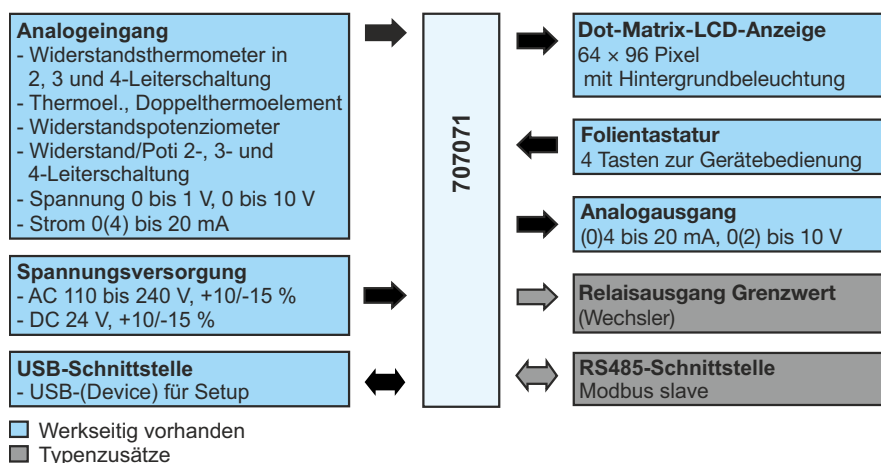 Analogeingang
- Widerstandsthermometer in
2, 3 und 4-Leiterschaltung
- Thermoel., Doppelthermoelement
- Widerstandspotenziometer
- Widerstand/Poti 2-, 3- und
4-Leiterschaltung
- Spannung 0 bis 1 V, 0 bis 10 V
- Strom 0(4) bis 20 mA
Spannungsversorgung
- AC 110 bis 240 V, +10/-15 %
- DC 24 V, +10/-15 %
USB-Schnittstelle
- USB-(Device) für Setup
707071
Dot-Matrix-LCD-Anzeige
64 × 96 Pixel
mit Hintergrundbeleuchtung
Folientastatur
4 Tasten zur Gerätebedienung
Analogausgang
(0)4 bis 20 mA, 0(2) bis 10 V
Relaisausgang Grenzwert
(Wechsler)
RS485-Schnittstelle
Modbus slave
Werkseitig vorhanden
Typenzusätze